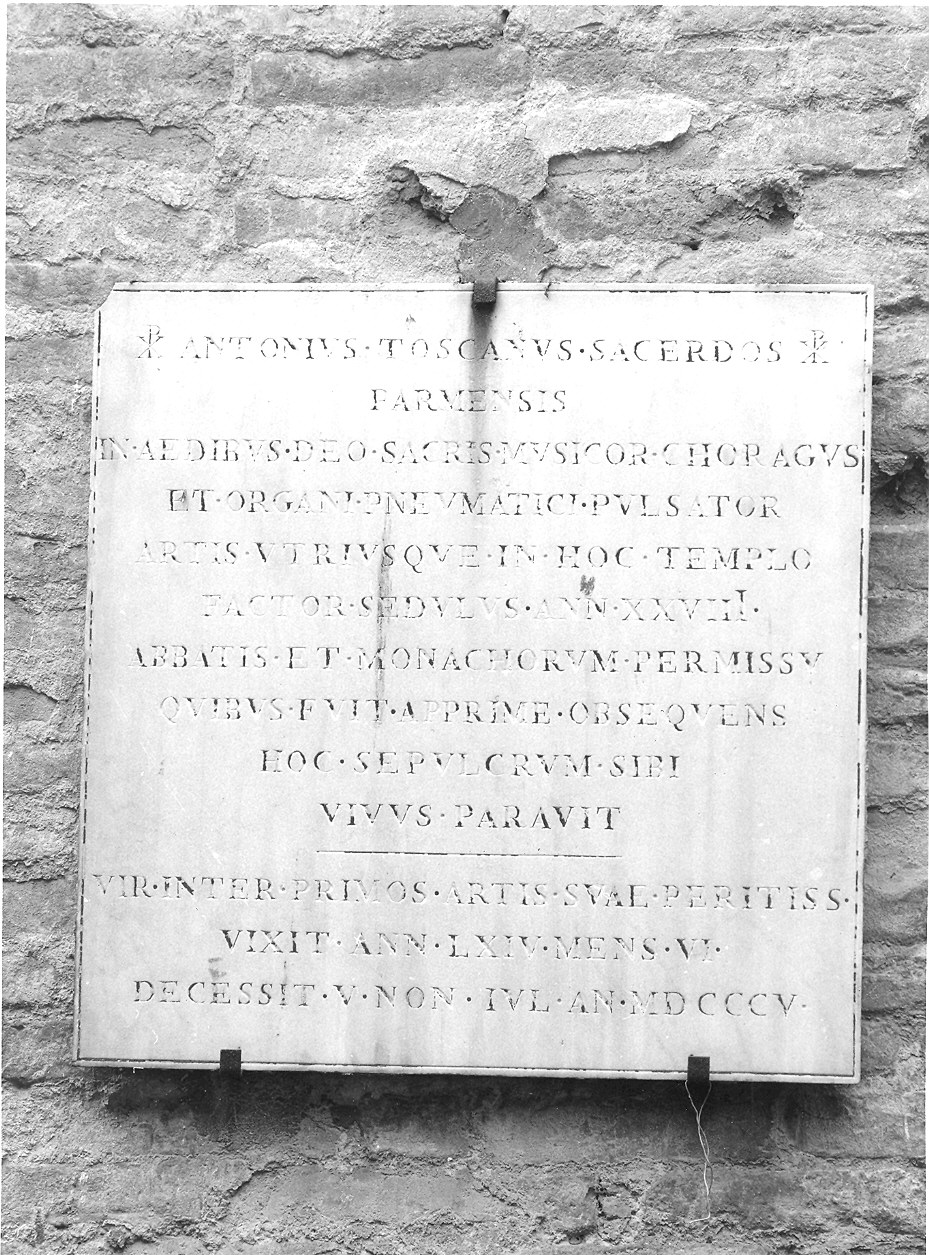 ☧ ANTONIVS·TOSCANVS·SACERDOS ☧
PARMENSIS
IN·AEDIBVS·DEO·SACRIS·MVSICOR·CHORAGVS
ET·ORGANI·PNEVMATICI·PVLSATOR
ARTIS·VTRIVSQVE·IN·HOC·TEMPLO
FACTOR·SEDVLVS·ANN·XXVIII·
ABBATIS·ET·MONACHORVM·PERMISSV
QVIBVS·FVIT·APPRIME·OBSEQVENS
HOC·SEPVLCRVM·SIBI
VIVVS·PARAVIT
VIR·INTER·PRIMOS·ARTIS·SVAE·PERITISS·
VIXIT·ANN·LXIV·MENS·VI·
DECESSIT·V·NON·IVL·AN·MDCCCV·